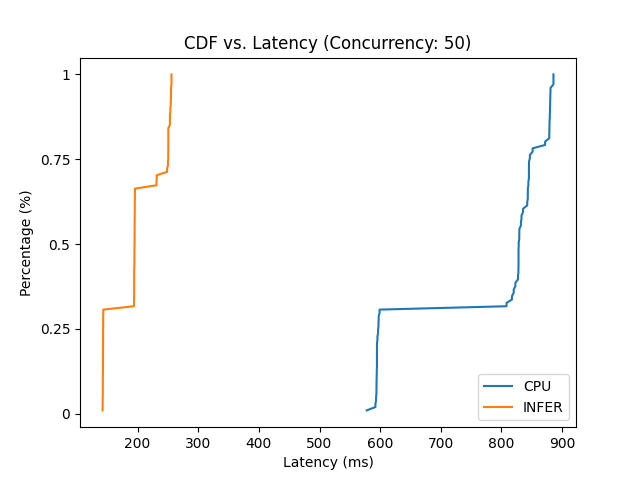 CDF vs. Latency (Concurrency: 50)
1
0.75
0.5
0.25
0
Percentage (%)
200 300 400 500 600 700 800 900
Latency (ms)
CPU
INFER